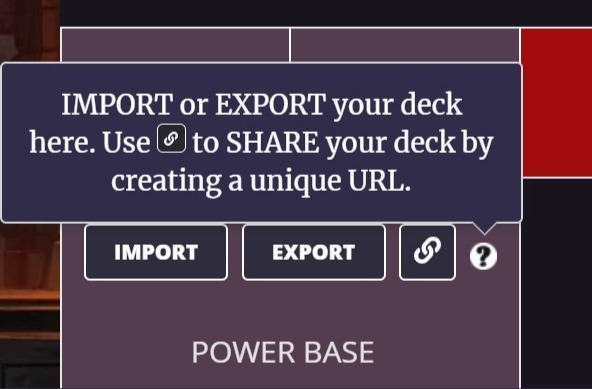 IMPORT or EXPORT your deck
here. Use to SHARE your deck by
creating a unique URL.
IMPORT EXPORT ?
POWER BASE